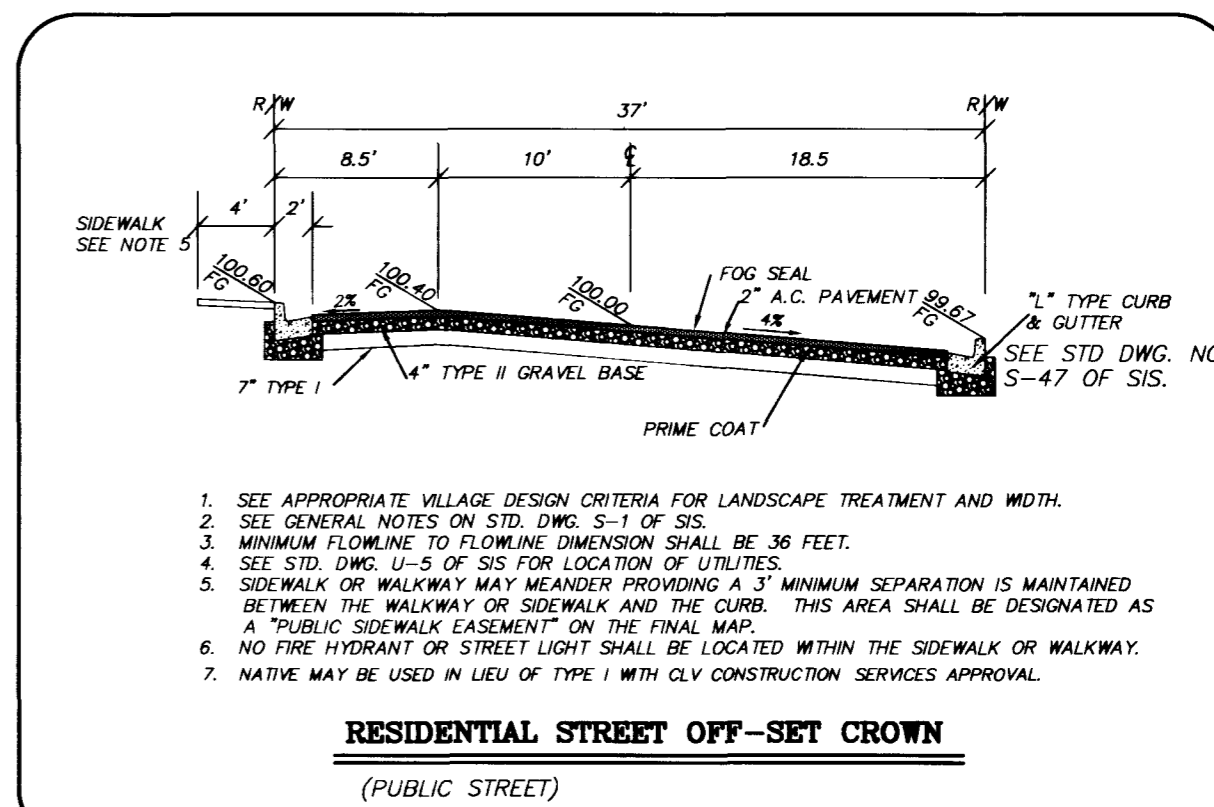 R/W
R/W
37'
8.5'
10'
℄
18.5
4'
2'
SIDEWALK
SEE NOTE 5
100.60
FG
2%
100.40
FG
100.00
FG
FOG SEAL
2" A.C. PAVEMENT
4%
99.67
FG
"L" TYPE CURB
& GUTTER
SEE STD DWG. NO
S-47 OF SIS.
7" TYPE I
4" TYPE II GRAVEL BASE
PRIME COAT
1. SEE APPROPRIATE VILLAGE DESIGN CRITERIA FOR LANDSCAPE TREATMENT AND WIDTH.
2. SEE GENERAL NOTES ON STD. DWG. S-1 OF SIS.
3. MINIMUM FLOWLINE TO FLOWLINE DIMENSION SHALL BE 36 FEET.
4. SEE STD. DWG. U-5 OF SIS FOR LOCATION OF UTILITIES.
5. SIDEWALK OR WALKWAY MAY MEANDER PROVIDING A 3' MINIMUM SEPARATION IS MAINTAINED
BETWEEN THE WALKWAY OR SIDEWALK AND THE CURB. THIS AREA SHALL BE DESIGNATED AS
A "PUBLIC SIDEWALK EASEMENT" ON THE FINAL MAP.
6. NO FIRE HYDRANT OR STREET LIGHT SHALL BE LOCATED WITHIN THE SIDEWALK OR WALKWAY.
7. NATIVE MAY BE USED IN LIEU OF TYPE I WITH CLV CONSTRUCTION SERVICES APPROVAL.
RESIDENTIAL STREET OFF-SET CROWN
(PUBLIC STREET)